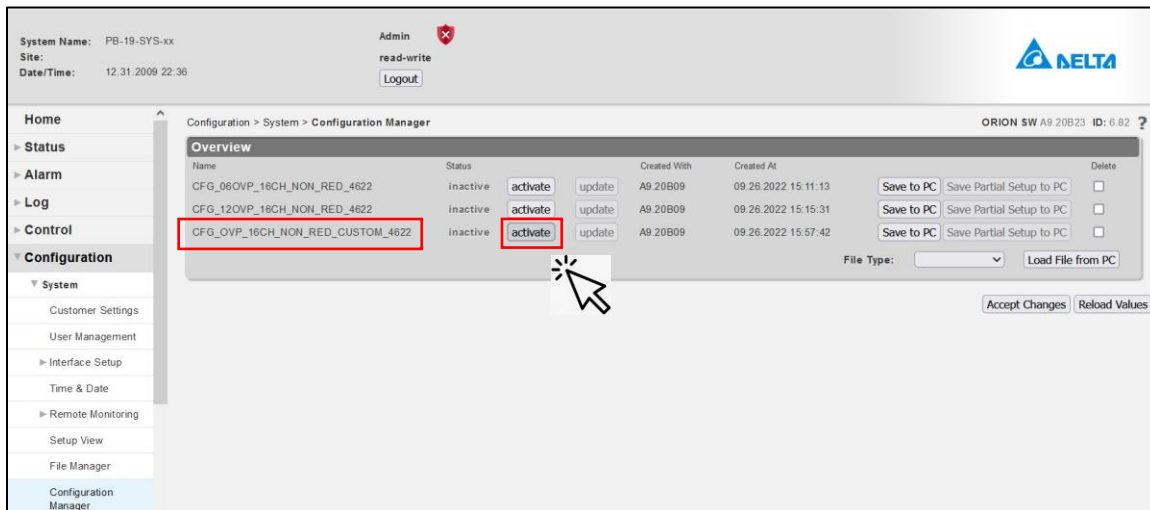 System Name: PB-19-SYS-xx
Site:
Date/Time: 12.31.2009 22:36
Admin
read-write
Logout
DELTA
Home
Status
Alarm
Log
Control
Configuration
System
Customer Settings
User Management
Interface Setup
Time & Date
Remote Monitoring
Setup View
File Manager
Configuration
Manager
Configuration > System > Configuration Manager ORION SW A9.20B23 ID: 6.82 ?
Overview
Name Status Created With Created At Delete
CFG_06OVP_16CH_NON_RED_4622 inactive activate update A9.20B09 09.26.2022 15:11:13 Save to PC Save Partial Setup to PC
CFG_12OVP_16CH_NON_RED_4622 inactive activate update A9.20B09 09.26.2022 15:15:31 Save to PC Save Partial Setup to PC
CFG_OVP_16CH_NON_RED_CUSTOM_4622 inactive activate update A9.20B09 09.26.2022 15:57:42 Save to PC Save Partial Setup to PC
File Type: Load File from PC
Accept Changes Reload Values